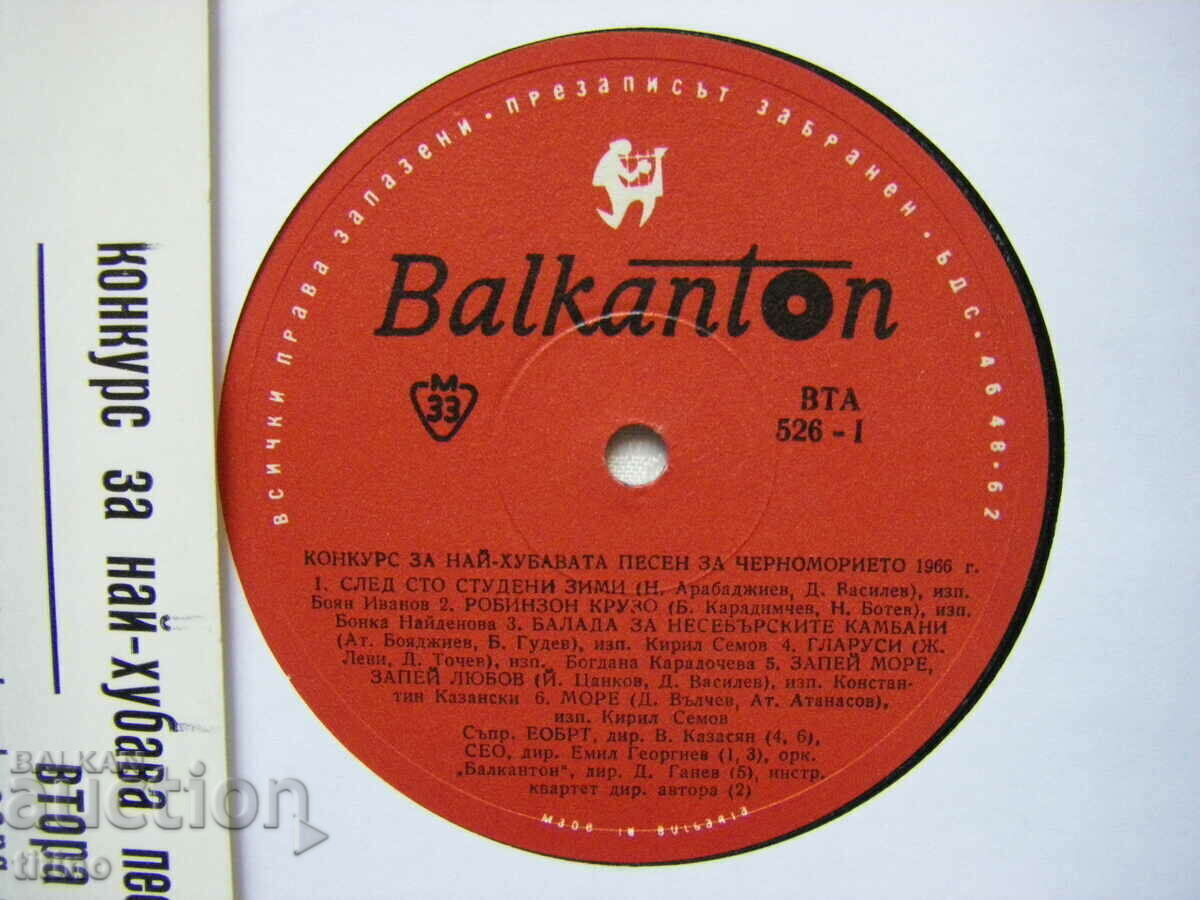 ВСИЧКИ ПРАВА ЗАПАЗЕНИ · ПРЕЗАПИСЪТ ЗАБРАНЕН · БДС · 4648-62
Balkanton
М
33
ВТА
526 - I
КОНКУРС ЗА НАЙ-ХУБАВАТА ПЕСЕН ЗА ЧЕРНОМОРИЕТО 1966 г.
1. СЛЕД СТО СТУДЕНИ ЗИМИ (Н. Арабаджиев, Д. Василев), изп.
Боян Иванов 2. РОБИНЗОН КРУЗО (Б. Карадимчев, Н. Ботев), изп.
Бонка Найденова 3. БАЛАДА ЗА НЕСЕБЪРСКИТЕ КАМБАНИ
(Ат. Бояджиев, Б. Гудев), изп. Кирил Семов 4. ГЛАРУСИ (Ж.
Леви, Д. Точев), изп. Богдана Карадочева 5. ЗАПЕЙ МОРЕ,
ЗАПЕЙ ЛЮБОВ (Й. Цанков, Д. Василев), изп. Констан-
тин Казански 6. МОРЕ (Д. Вълчев, Ат. Атанасов),
изп. Кирил Семов
Съпр. ЕОБРТ, дир. В. Казасян (4, 6),
СЕО, дир. Емил Георгиев (1, 3), орк.
„Балкантон“, дир. Д. Ганев (5), инстр.
квартет дир. автора (2)
MADE IN BULGARIA
конкурс за най-хубава пес
ВТОРА
BALKAN
auction